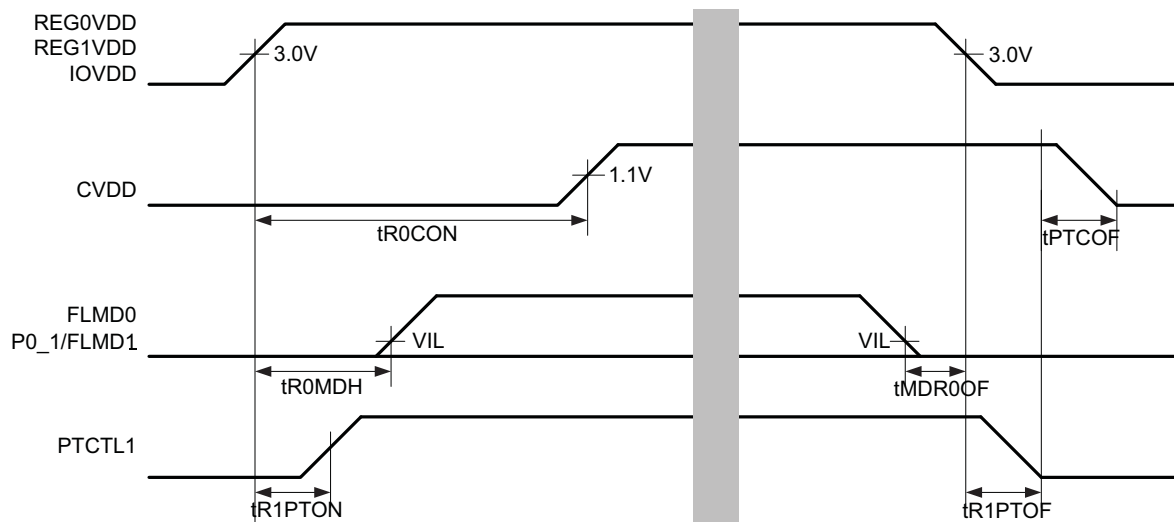 REG0VDD
REG1VDD
IOVDD
3.0V
3.0V
CVDD
1.1V
tR0CON
tPTCOF
FLMD0
P0_1/FLMD1
VIL
VIL
tR0MDH
tMDR0OF
PTCTL1
tR1PTON
tR1PTOF